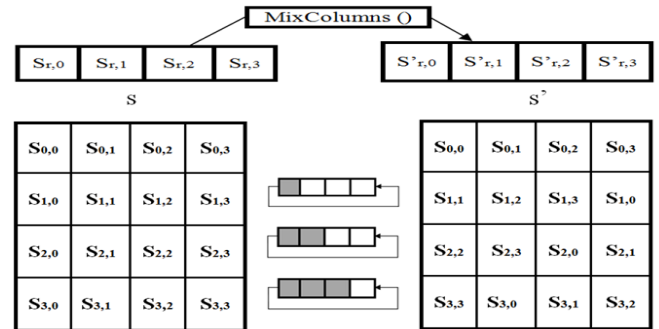 MixColumns ()
Sr,0 Sr,1 Sr,2 Sr,3 S'r,0 S'r,1 S'r,2 S'r,3
S S'
S0,0 S0,1 S0,2 S0,3 S0,0 S0,1 S0,2 S0,3
S1,0 S1,1 S1,2 S1,3 S1,1 S1,2 S1,3 S1,0
S2,0 S2,1 S2,2 S2,3 S2,2 S2,3 S2,0 S2,1
S3,0 S3,1 S3,2 S3,3 S3,3 S3,0 S3,1 S3,2